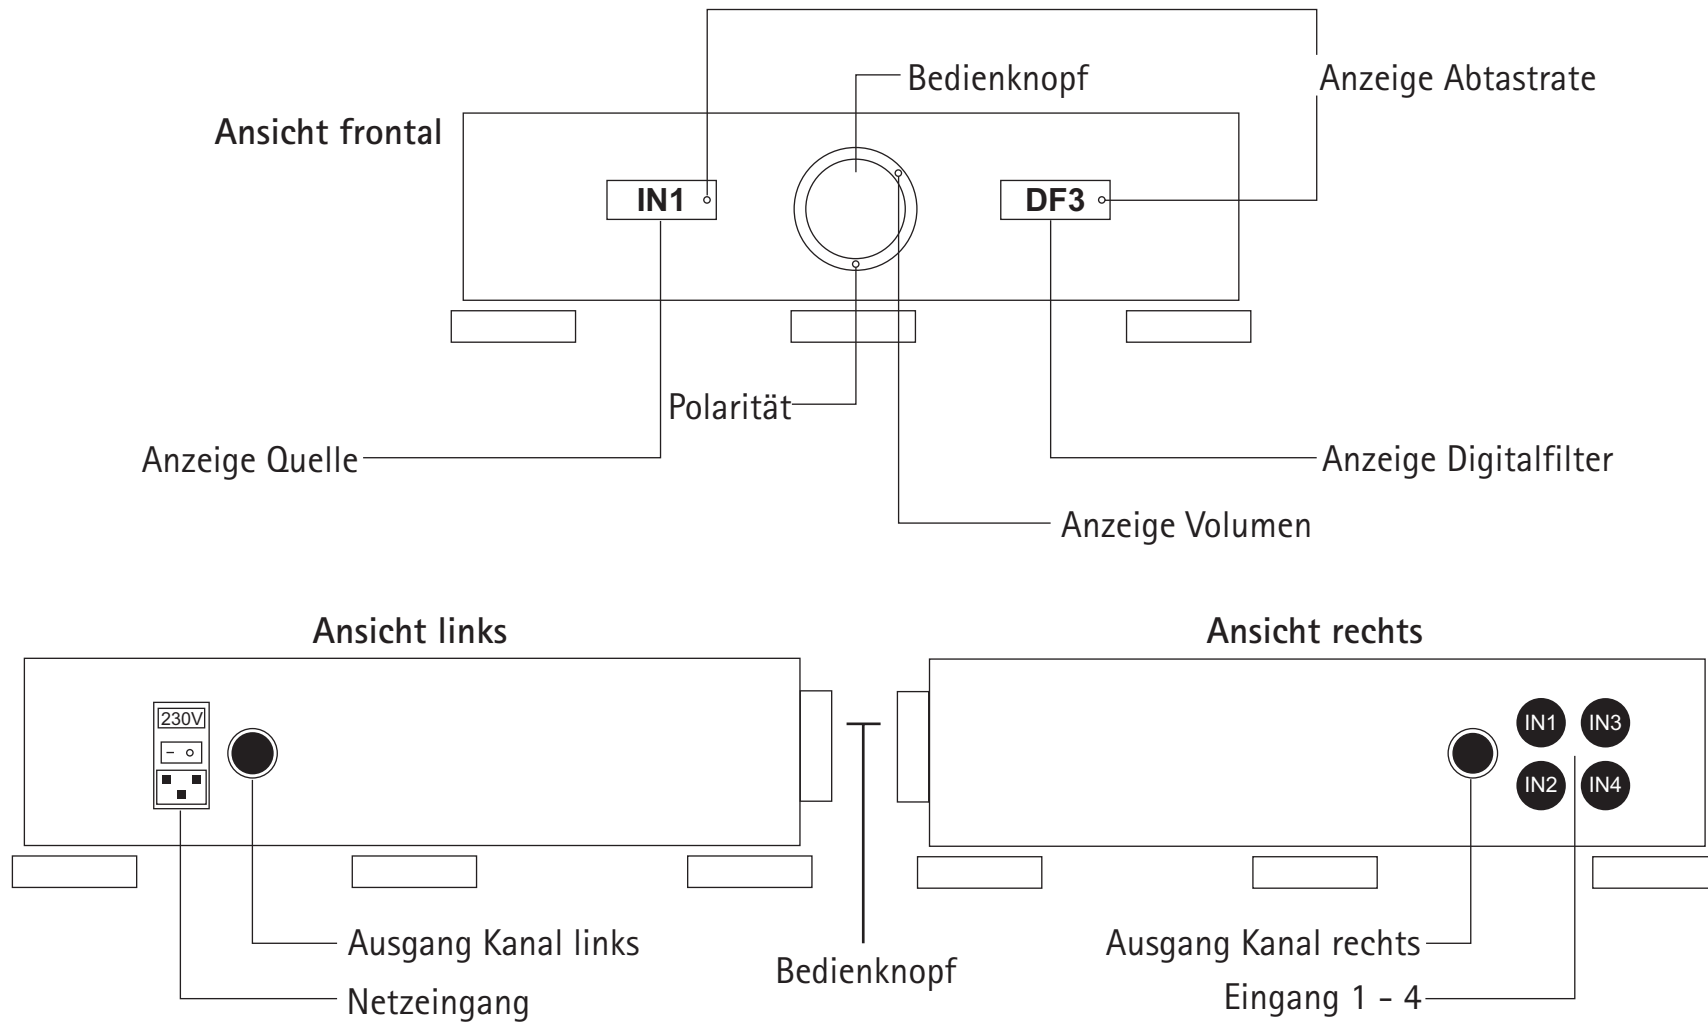 Bedienknopf
Anzeige Abtastrate
Ansicht frontal
IN1
DF3
Polarität
Anzeige Quelle
Anzeige Digitalfilter
Anzeige Volumen
Ansicht links
Ansicht rechts
230V
IN1
IN3
IN2
IN4
Ausgang Kanal links
Ausgang Kanal rechts
Bedienknopf
Netzeingang
Eingang 1 - 4